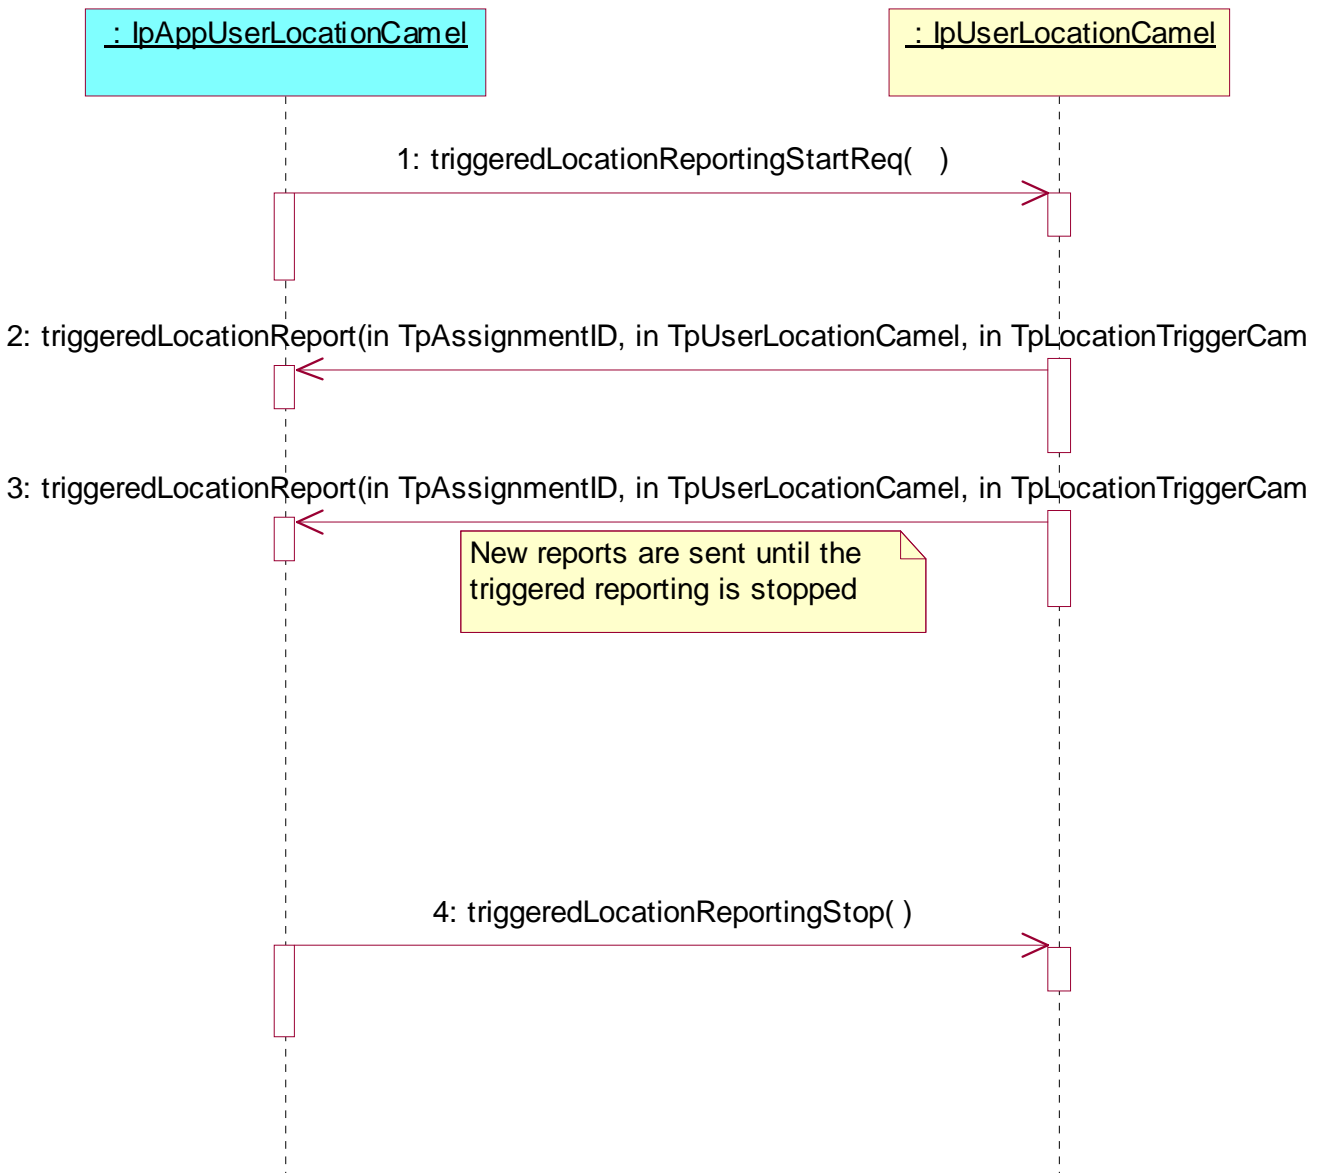 : IpAppUserLocationCamel
: IpUserLocationCamel
1: triggeredLocationReportingStartReq( )
2: triggeredLocationReport(in TpAssignmentID, in TpUserLocationCamel, in TpLocationTriggerCam
3: triggeredLocationReport(in TpAssignmentID, in TpUserLocationCamel, in TpLocationTriggerCam
New reports are sent until the
triggered reporting is stopped
4: triggeredLocationReportingStop( )